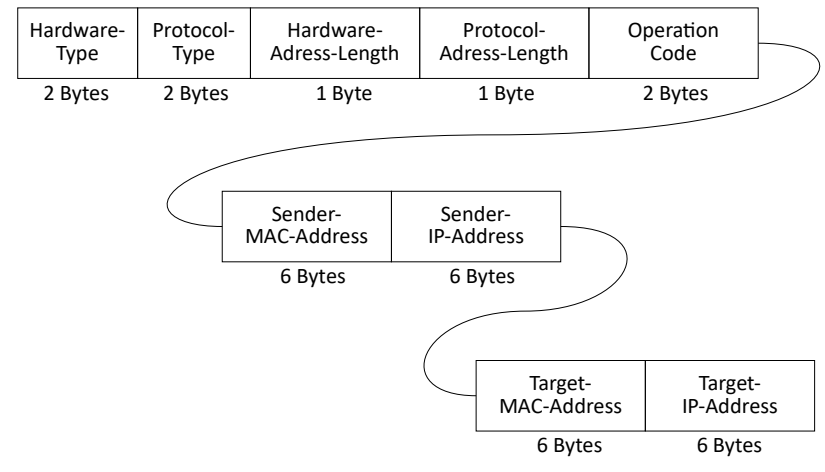 Hardware-
Type
Protocol-
Type
Hardware-
Adress-Length
Protocol-
Adress-Length
Operation
Code
2 Bytes
2 Bytes
1 Byte
1 Byte
2 Bytes
Sender-
MAC-Address
Sender-
IP-Address
6 Bytes
6 Bytes
Target-
MAC-Address
Target-
IP-Address
6 Bytes
6 Bytes